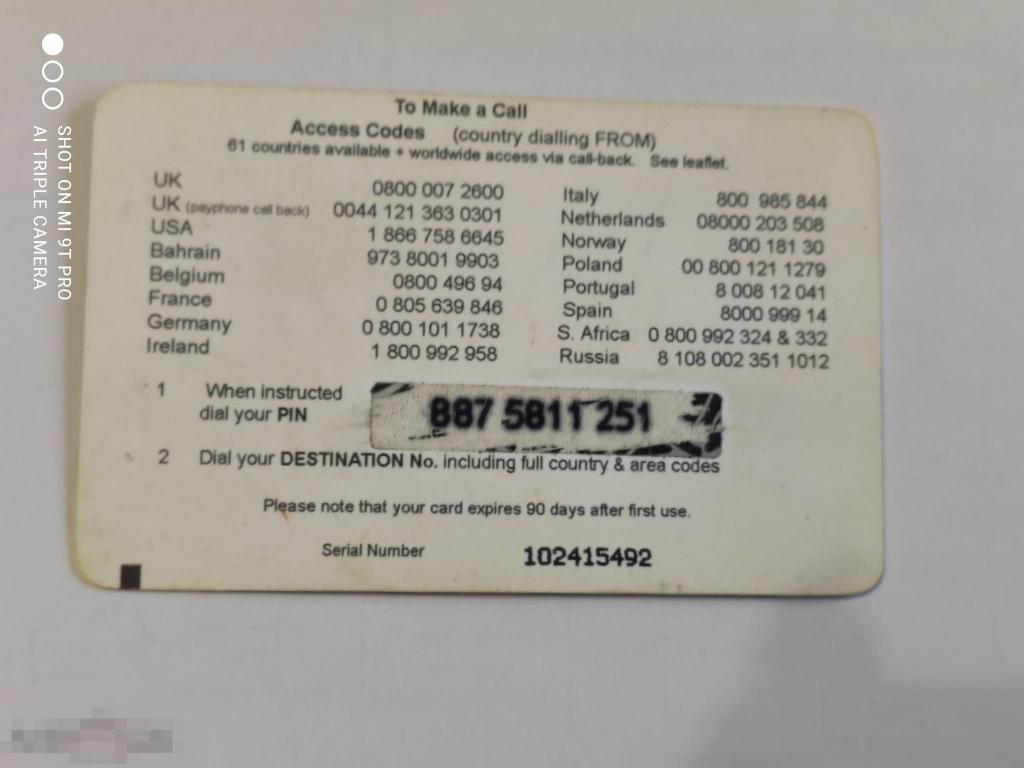 To Make a Call
Access Codes (country dialling FROM)
61 countries available + worldwide access via call-back. See leaflet.
UK 0800 007 2600
UK (payphone call back) 0044 121 363 0301
USA 1 866 758 6645
Bahrain 973 8001 9903
Belgium 0800 496 94
France 0 805 639 846
Germany 0 800 101 1738
Ireland 1 800 992 958
Italy 800 985 844
Netherlands 08000 203 508
Norway 800 181 30
Poland 00 800 121 1279
Portugal 8 008 12 041
Spain 8000 999 14
S. Africa 0 800 992 324 & 332
Russia 8 108 002 351 1012
1 When instructed
dial your PIN
887 5811 251
2 Dial your DESTINATION No. including full country & area codes
Please note that your card expires 90 days after first use.
Serial Number 102415492
SHOT ON MI 9T PRO
AI TRIPLE CAMERA